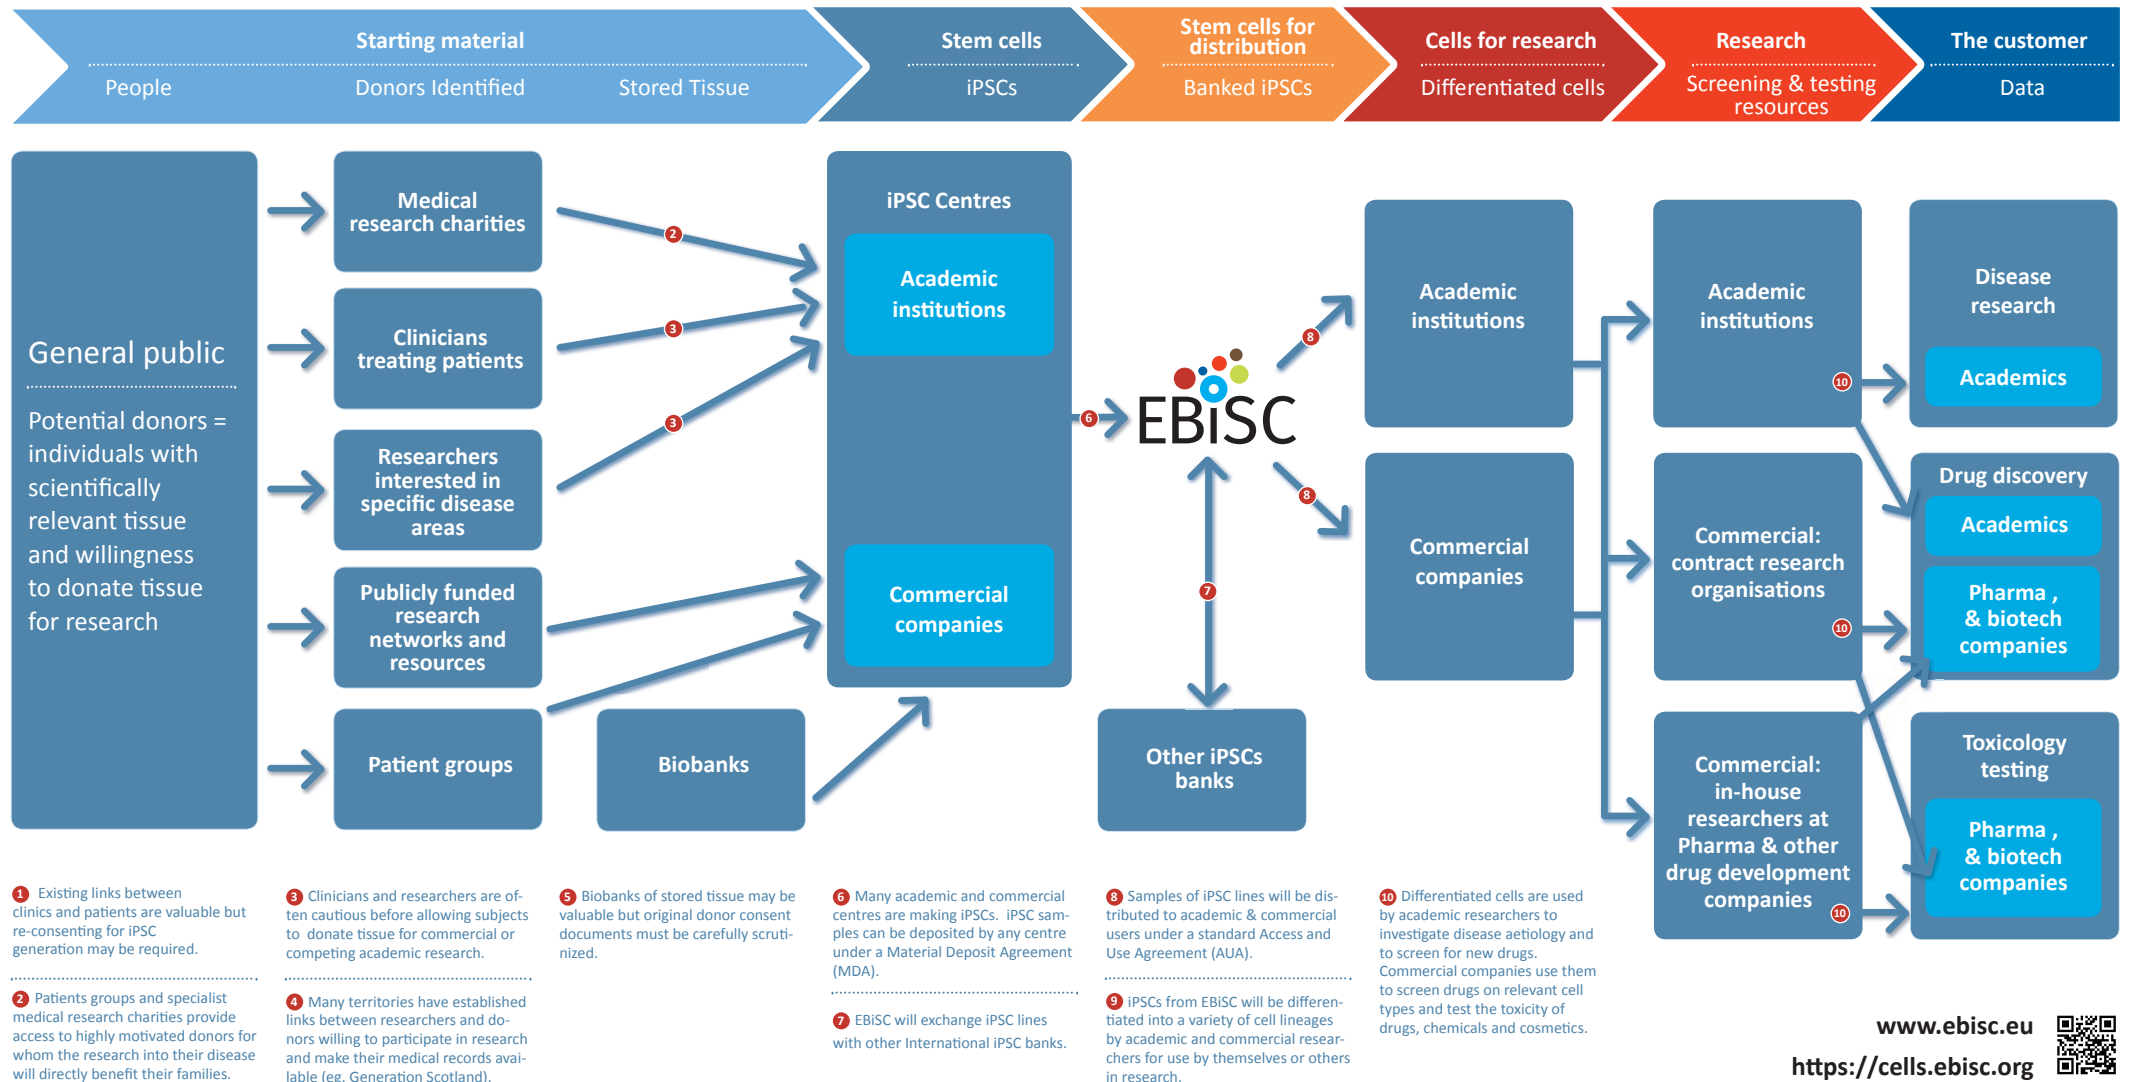 Starting material
People
Donors Identified
Stored Tissue
Stem cells
iPSCs
Stem cells for
distribution
Banked iPSCs
Cells for research
Differentiated cells
Research
Screening & testing
resources
The customer
Data
General public
Potential donors =
individuals with
scientifically
relevant tissue
and willingness
to donate tissue
for research
Medical
research charities
Clinicians
treating patients
Researchers
interested in
specific disease
areas
Publicly funded
research
networks and
resources
Patient groups
Biobanks
2
3
3
iPSC Centres
Academic
institutions
Commercial
companies
6
EBiSC
7
Other iPSCs
banks
8
8
Academic
institutions
Commercial
companies
Academic
institutions
10
Commercial:
contract research
organisations
10
Commercial:
in-house
researchers at
Pharma & other
drug development
companies
10
Disease
research
Academics
Drug discovery
Academics
Pharma ,
& biotech
companies
Toxicology
testing
Pharma ,
& biotech
companies
1 Existing links between
clinics and patients are valuable but
re-consenting for iPSC
generation may be required.
2 Patients groups and specialist
medical research charities provide
access to highly motivated donors for
whom the research into their disease
will directly benefit their families.
3 Clinicians and researchers are of-
ten cautious before allowing subjects
to donate tissue for commercial or
competing academic research.
4 Many territories have established
links between researchers and do-
nors willing to participate in research
and make their medical records avai-
lable (eg. Generation Scotland).
5 Biobanks of stored tissue may be
valuable but original donor consent
documents must be carefully scruti-
nized.
6 Many academic and commercial
centres are making iPSCs. iPSC sam-
ples can be deposited by any centre
under a Material Deposit Agreement
(MDA).
7 EBiSC will exchange iPSC lines
with other International iPSC banks.
8 Samples of iPSC lines will be dis-
tributed to academic & commercial
users under a standard Access and
Use Agreement (AUA).
9 iPSCs from EBiSC will be differen-
tiated into a variety of cell lineages
by academic and commercial resear-
chers for use by themselves or others
in research.
10 Differentiated cells are used
by academic researchers to
investigate disease aetiology and
to screen for new drugs.
Commercial companies use them
to screen drugs on relevant cell
types and test the toxicity of
drugs, chemicals and cosmetics.
www.ebisc.eu
https://cells.ebisc.org